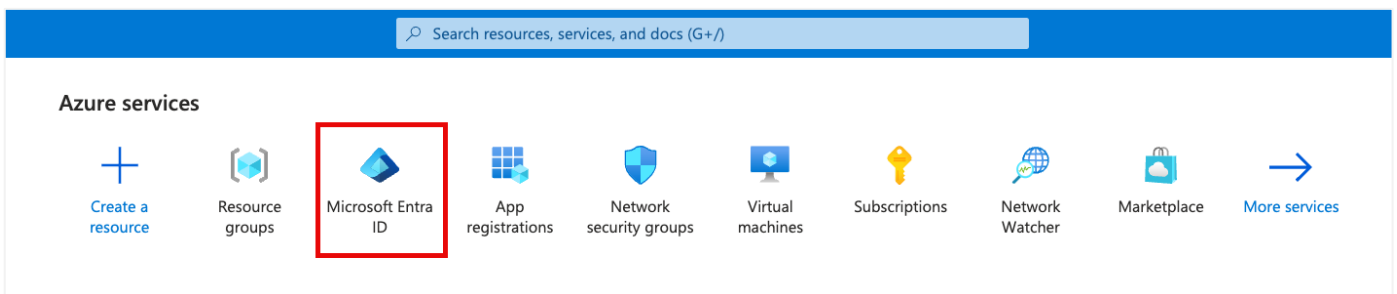 Search resources, services, and docs (G+/)
Azure services
Create a
resource
Resource
groups
Microsoft Entra
ID
App
registrations
Network
security groups
Virtual
machines
Subscriptions
Network
Watcher
Marketplace
More services